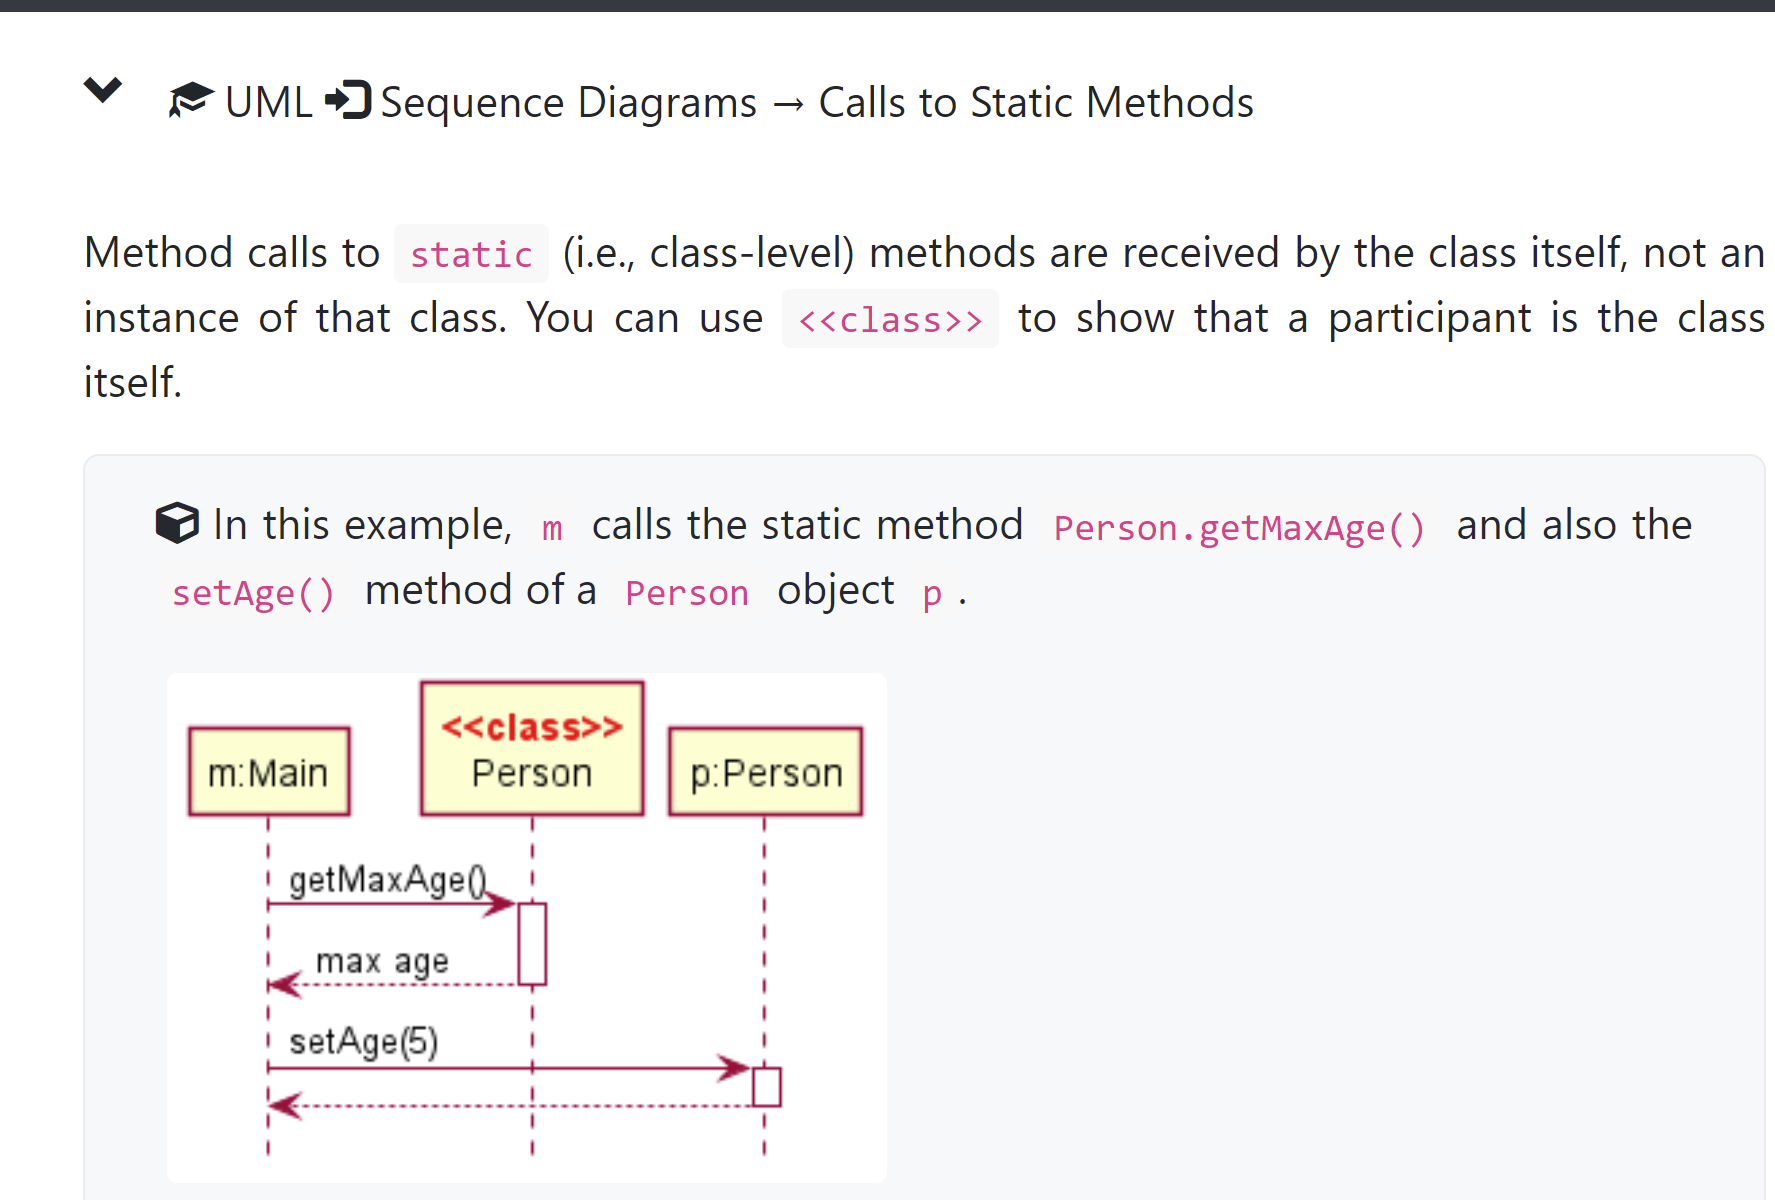 UML Sequence Diagrams → Calls to Static Methods
Method calls to static (i.e., class-level) methods are received by the class itself, not an
instance of that class. You can use <<class>> to show that a participant is the class
itself.
In this example, m calls the static method Person.getMaxAge() and also the
setAge() method of a Person object p .
<<class>>
m:Main Person p:Person
getMaxAge()
max age
setAge(5)